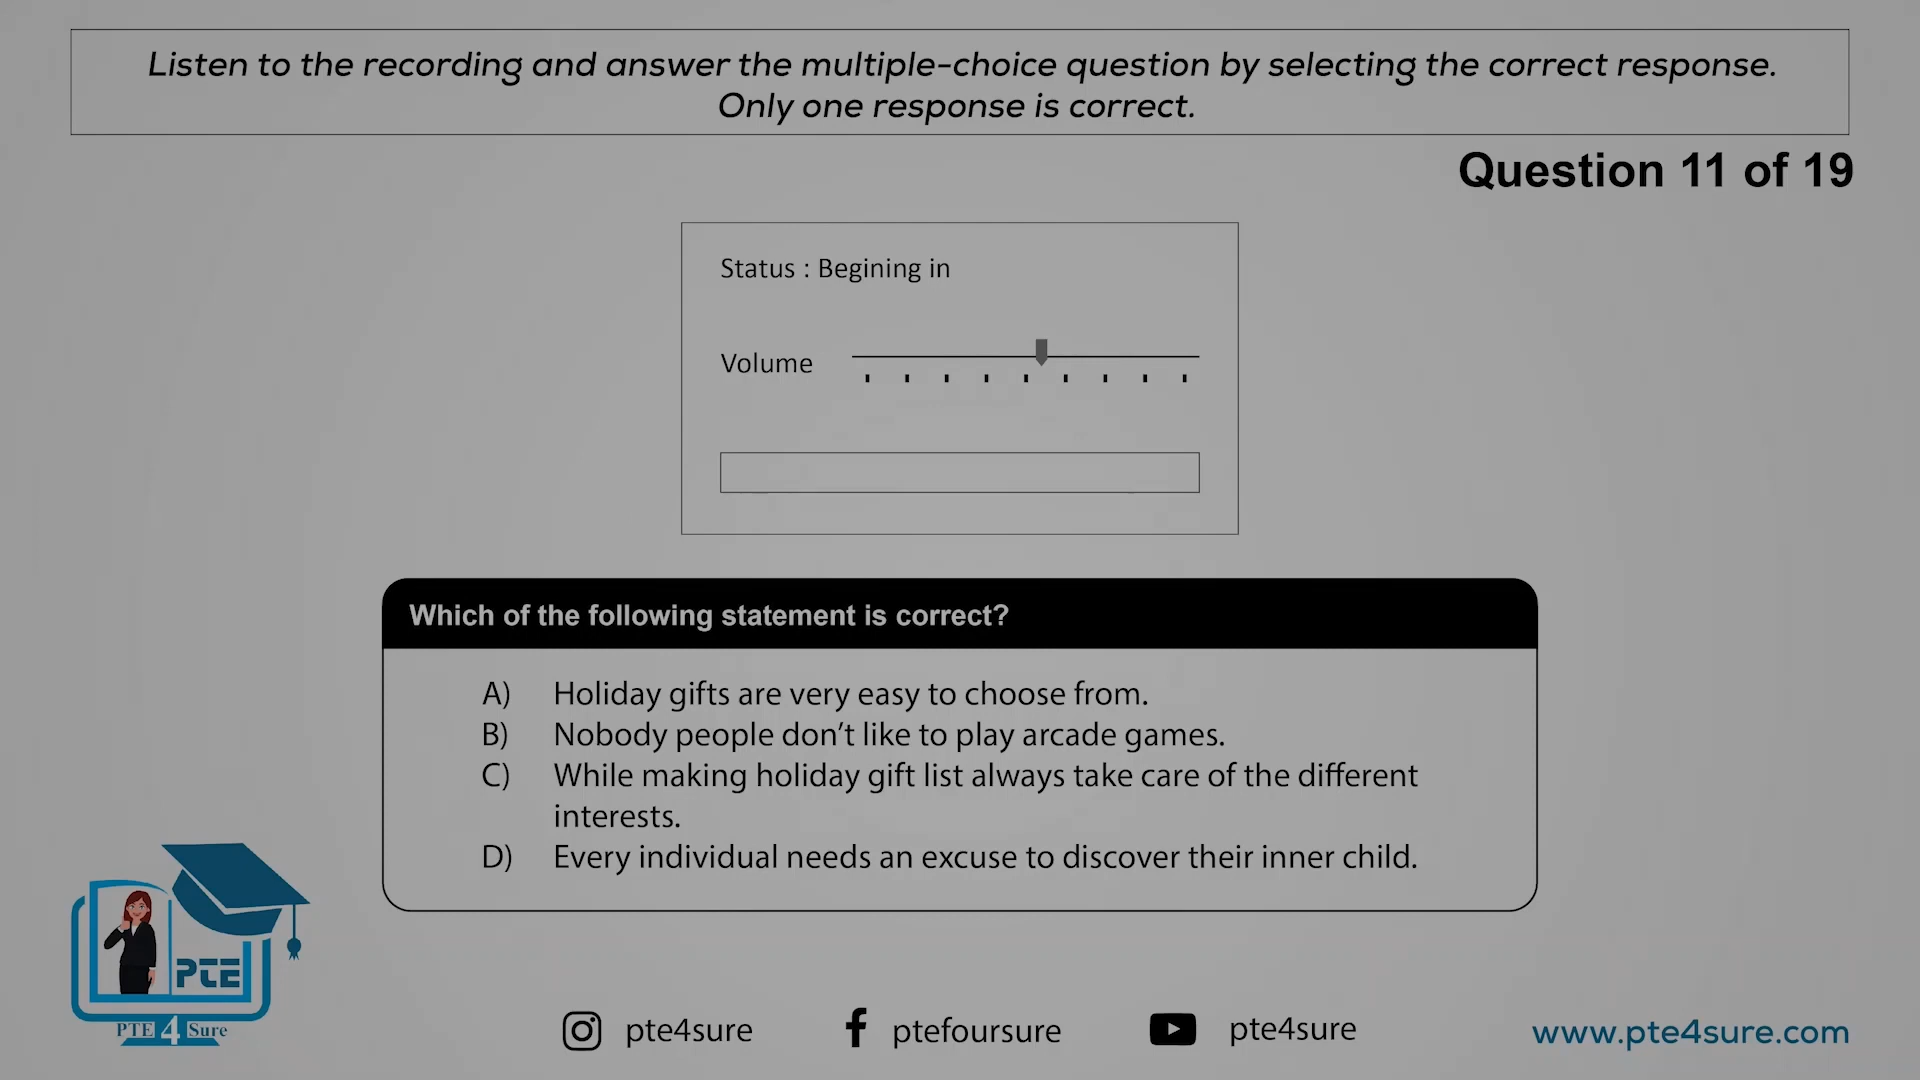 Listen to the recording and answer the multiple-choice question by selecting the correct response.
Only one response is correct.
Question 11 of 19
Status : Begining in
Volume
Which of the following statement is correct?
A) Holiday gifts are very easy to choose from.
B) Nobody people don't like to play arcade games.
C) While making holiday gift list always take care of the different
interests.
D) Every individual needs an excuse to discover their inner child.
PTE
PTE 4 Sure
pte4sure
ptefoursure
pte4sure
www.pte4sure.com